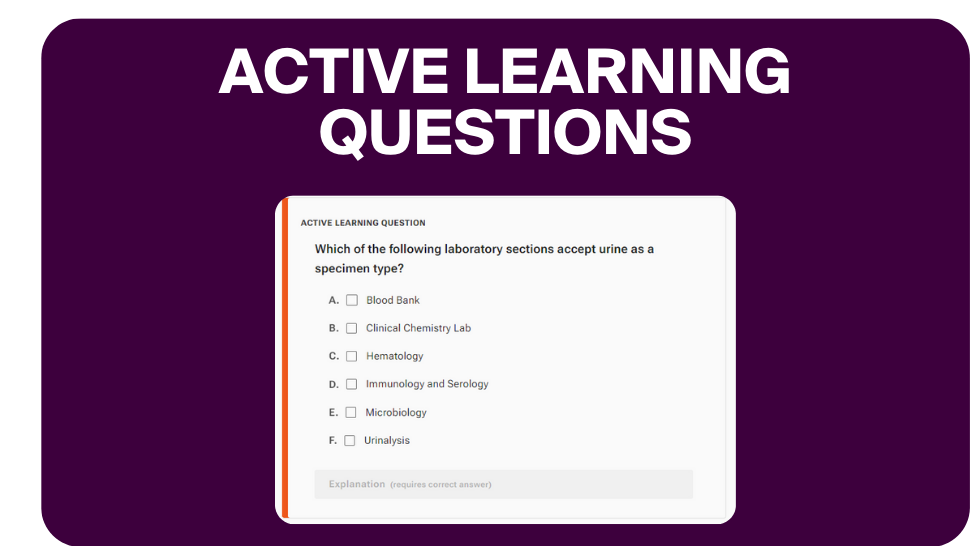 ACTIVE LEARNING
QUESTIONS
ACTIVE LEARNING QUESTION
Which of the following laboratory sections accept urine as a
specimen type?
A. Blood Bank
B. Clinical Chemistry Lab
C. Hematology
D. Immunology and Serology
E. Microbiology
F. Urinalysis
Explanation (requires correct answer)